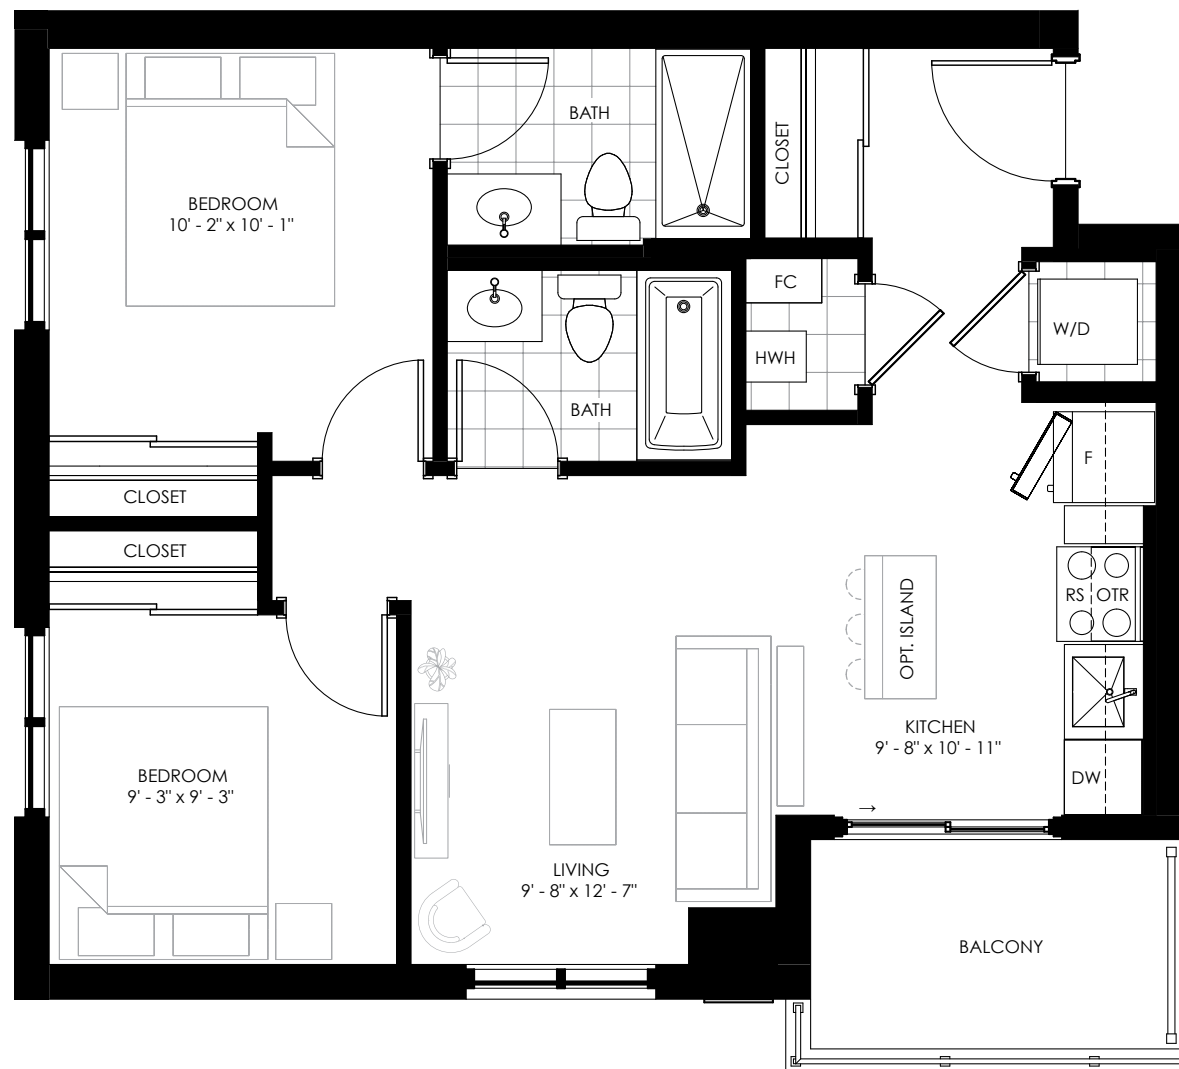 BATH
CLOSET
BEDROOM
10' - 2" x 10' - 1"
FC
W/D
HWH
BATH
F
CLOSET
CLOSET
RS
OTR
OPT. ISLAND
KITCHEN
9' - 8" x 10' - 11"
BEDROOM
9' - 3" x 9' - 3"
DW
→
LIVING
9' - 8" x 12' - 7"
BALCONY